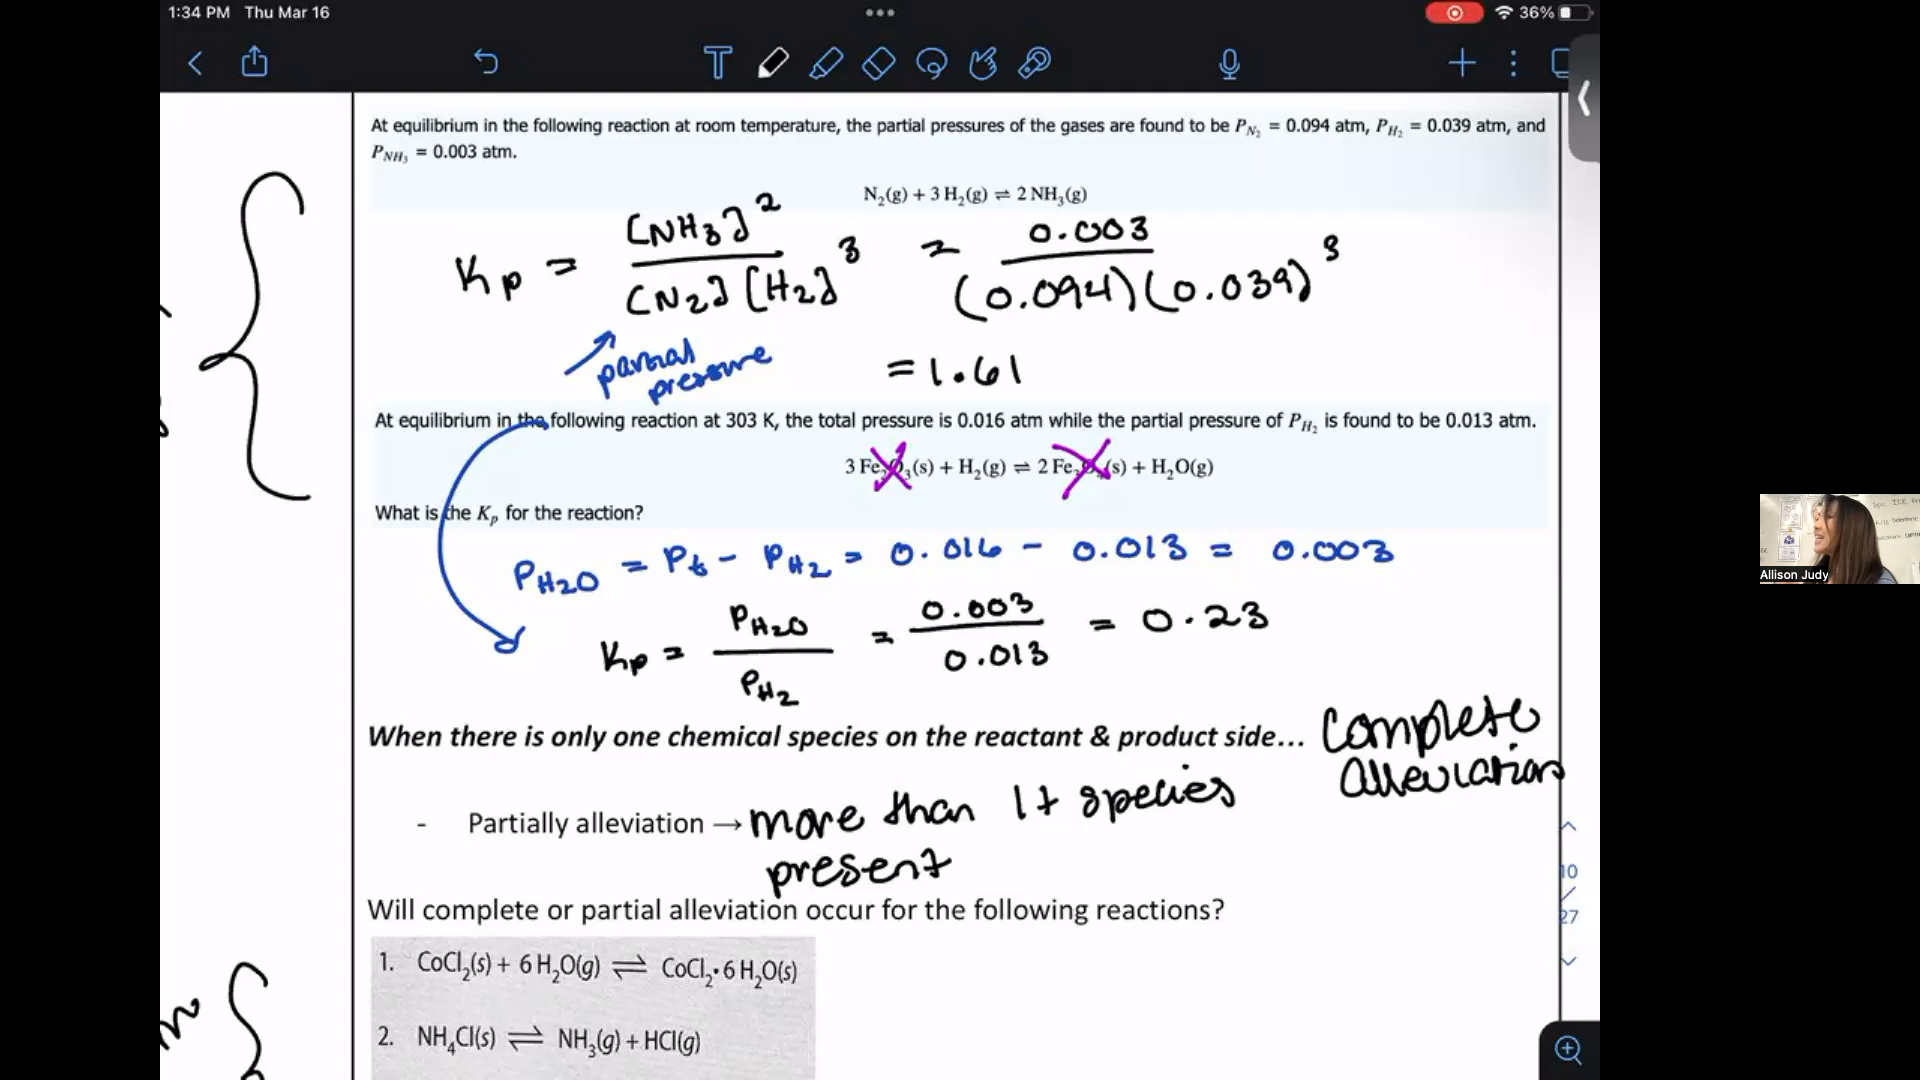 1:34 PM Thu Mar 16
36%
At equilibrium in the following reaction at room temperature, the partial pressures of the gases are found to be P_N₂ = 0.094 atm, P_H₂ = 0.039 atm, and
P_NH₃ = 0.003 atm.
N₂(g) + 3 H₂(g) ⇌ 2 NH₃(g)
Kp = [NH3]² / [N2][H2]³ = 0.003 / (0.094)(0.039)³
partial
pressure
= 1.61
At equilibrium in the following reaction at 303 K, the total pressure is 0.016 atm while the partial pressure of P_H₂ is found to be 0.013 atm.
3 Fe₂O₃(s) + H₂(g) ⇌ 2 Fe (s) + H₂O(g)
What is the K_p for the reaction?
P_H2O = Pt - P_H2 = 0.016 - 0.013 = 0.003
Kp = P_H2O / P_H2 = 0.003 / 0.013 = 0.23
When there is only one chemical species on the reactant & product side... complete
alleviation
- Partially alleviation → more than 1+ species
present
Will complete or partial alleviation occur for the following reactions?
1. CoCl₂(s) + 6 H₂O(g) ⇌ CoCl₂•6 H₂O(s)
2. NH₄Cl(s) ⇌ NH₃(g) + HCl(g)
10
/
27
Allison Judy